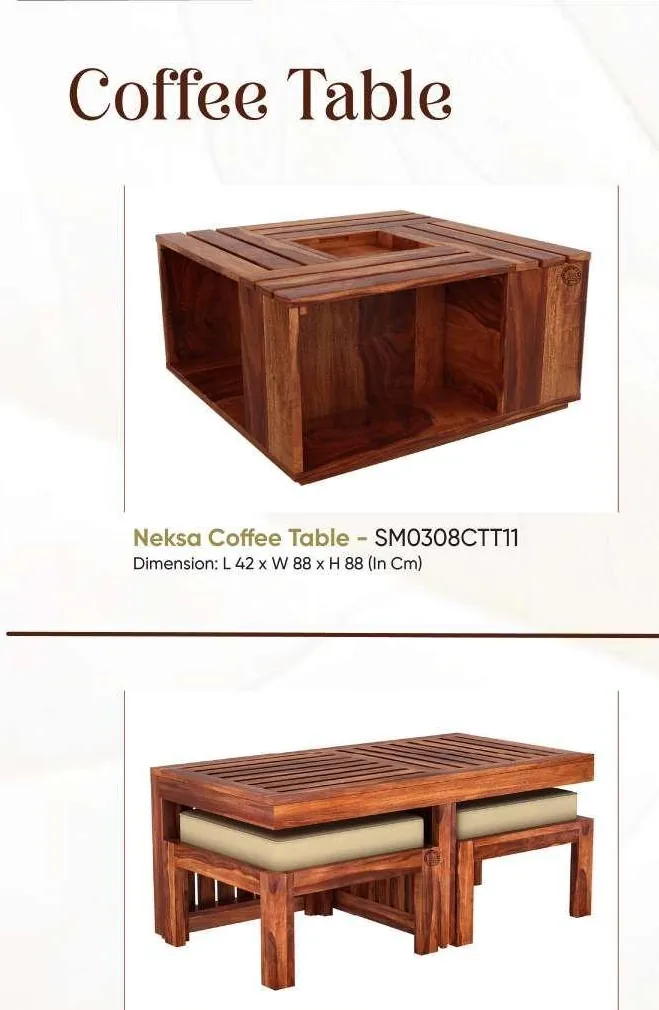 Coffee Table
Neksa Coffee Table - SM0308CTT11
Dimension: L 42 x W 88 x H 88 (In Cm)